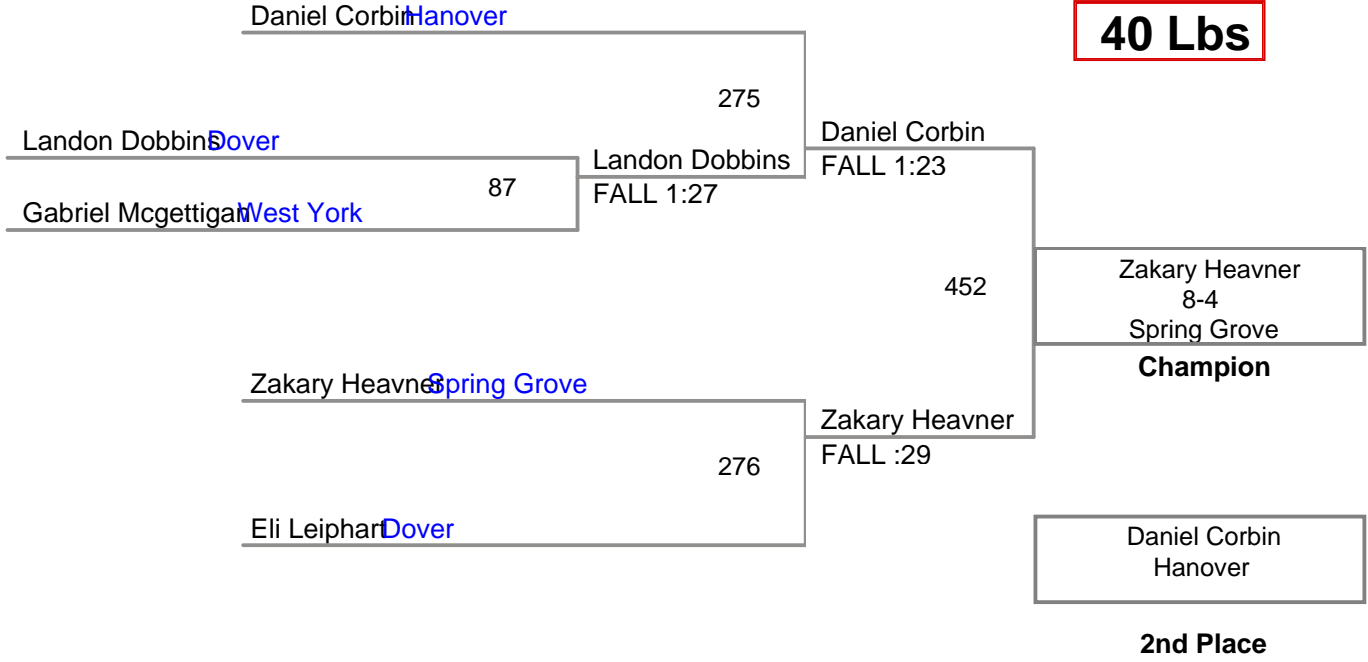 Daniel Corbin Hanover
40 Lbs
275
Landon Dobbins Dover
Daniel Corbin
FALL 1:23
Landon Dobbins
FALL 1:27
87
Gabriel Mcgettigan West York
452
Zakary Heavner
8-4
Spring Grove
Champion
Zakary Heavner Spring Grove
Zakary Heavner
FALL :29
276
Eli Leiphart Dover
Daniel Corbin
Hanover
2nd Place